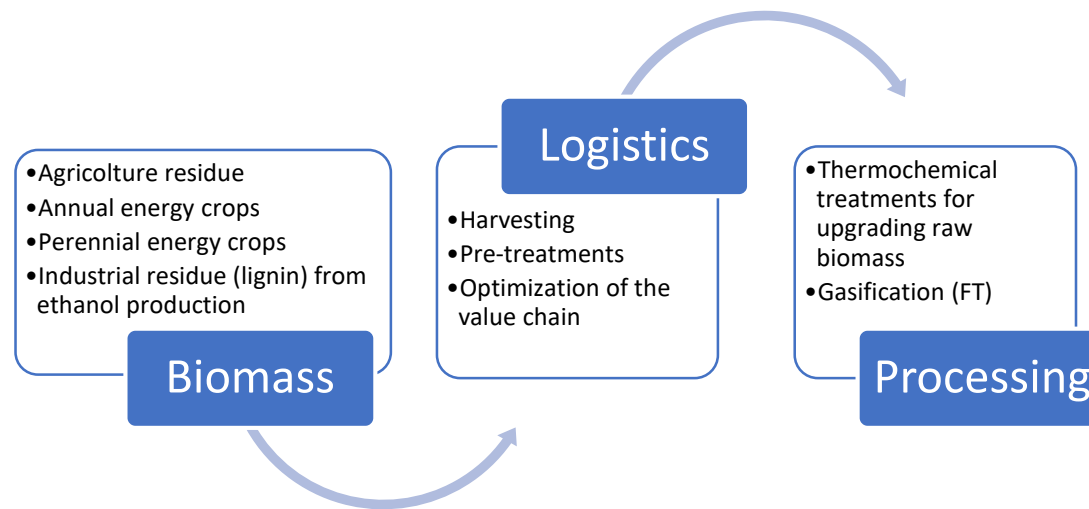 •Agricolture residue
•Annual energy crops
•Perennial energy crops
•Industrial residue (lignin) from
ethanol production
Biomass
Logistics
•Harvesting
•Pre-treatments
•Optimization of the
value chain
•Thermochemical
treatments for
upgrading raw
biomass
•Gasification (FT)
Processing